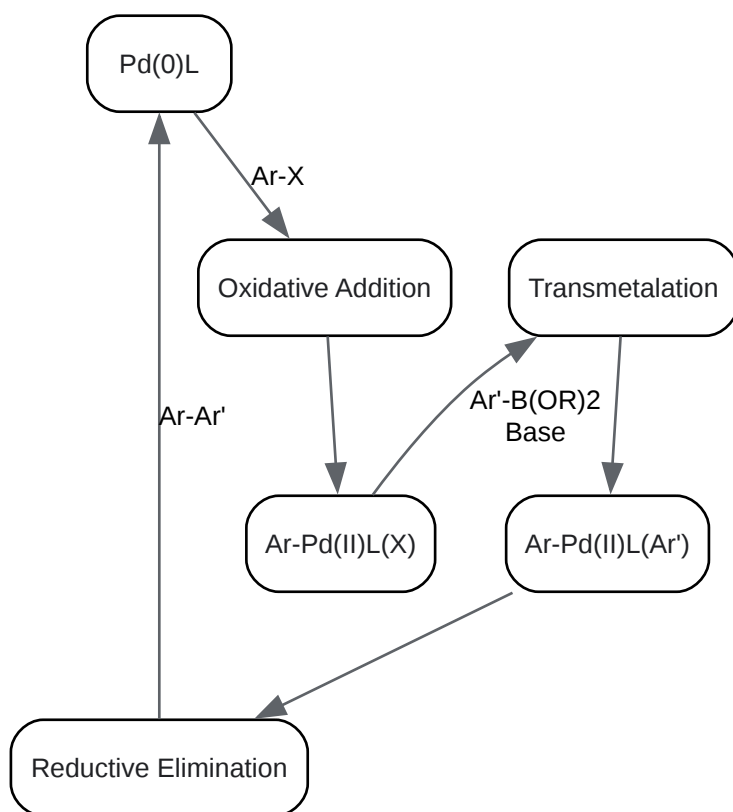 Pd(0)L
Ar-X
Oxidative Addition
Transmetalation
Ar-Ar'
Ar'-B(OR)2
Base
Ar-Pd(II)L(X)
Ar-Pd(II)L(Ar')
Reductive Elimination